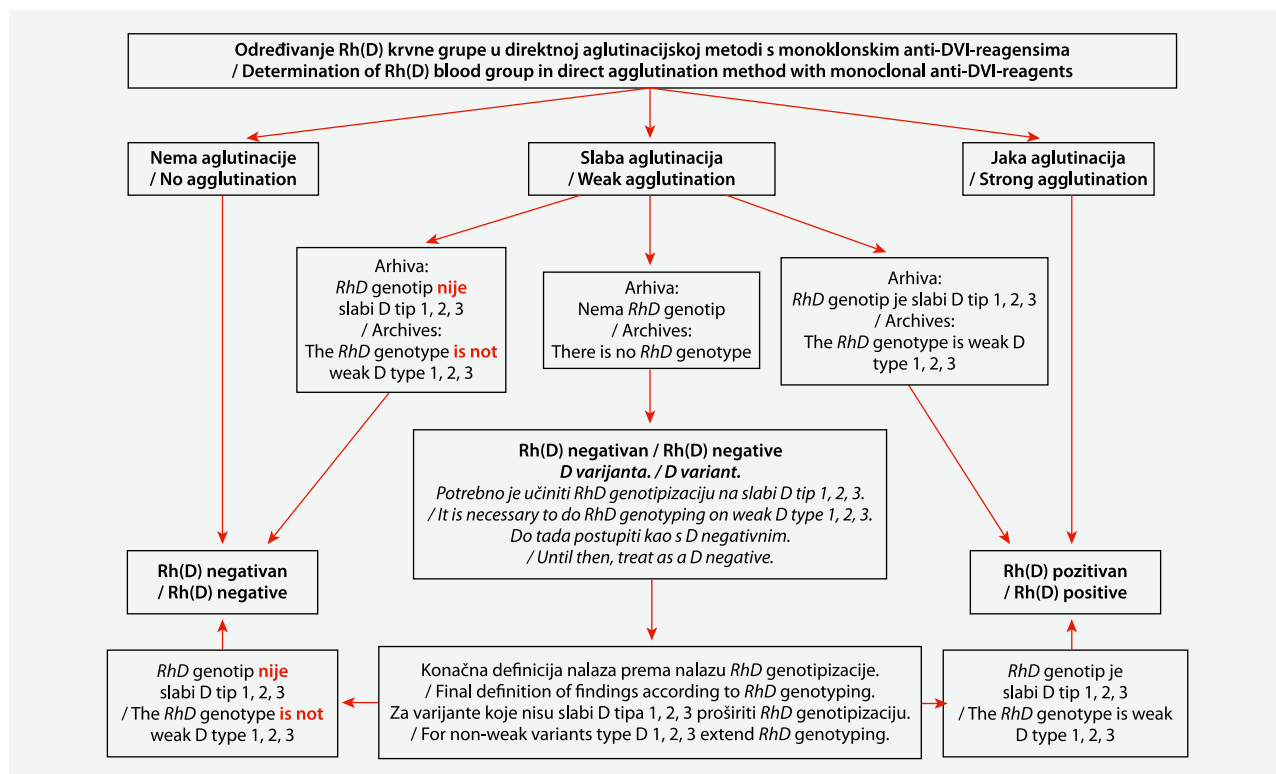 Određivanje Rh(D) krvne grupe u direktnoj aglutinacijskoj metodi s monoklonskim anti-DVI-reagensima
/ Determination of Rh(D) blood group in direct agglutination method with monoclonal anti-DVI-reagents
Nema aglutinacije
/ No agglutination
Slaba aglutinacija
/ Weak agglutination
Jaka aglutinacija
/ Strong agglutination
Arhiva:
RhD genotip nije
slabi D tip 1, 2, 3
/ Archives:
The RhD genotype is not
weak D type 1, 2, 3
Arhiva:
Nema RhD genotip
/ Archives:
There is no RhD genotype
Arhiva:
RhD genotip je slabi D tip 1, 2, 3
/ Archives:
The RhD genotype is weak D
type 1, 2, 3
Rh(D) negativan / Rh(D) negative
D varijanta. / D variant.
Potrebno je učiniti RhD genotipizaciju na slabi D tip 1, 2, 3.
/ It is necessary to do RhD genotyping on weak D type 1, 2, 3.
Do tada postupiti kao s D negativnim.
/ Until then, treat as a D negative.
Rh(D) negativan
/ Rh(D) negative
Rh(D) pozitivan
/ Rh(D) positive
RhD genotip nije
slabi D tip 1, 2, 3
/ The RhD genotype is not
weak D type 1, 2, 3
Konačna definicija nalaza prema nalazu RhD genotipizacije.
/ Final definition of findings according to RhD genotyping.
Za varijante koje nisu slabi D tipa 1, 2, 3 proširiti RhD genotipizaciju.
/ For non-weak variants type D 1, 2, 3 extend RhD genotyping.
RhD genotip je
slabi D tip 1, 2, 3
/ The RhD genotype is weak
D type 1, 2, 3